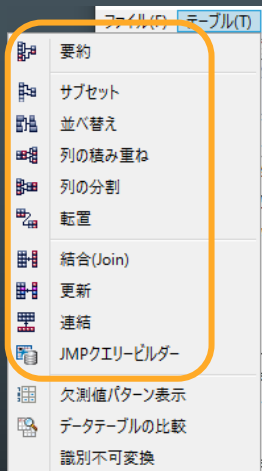 ファイル(F) テーブル(T)
要約
サブセット
並べ替え
列の積み重ね
列の分割
転置
結合(Join)
更新
連結
JMPクエリービルダー
欠測値パターン表示
データテーブルの比較
識別不可変換